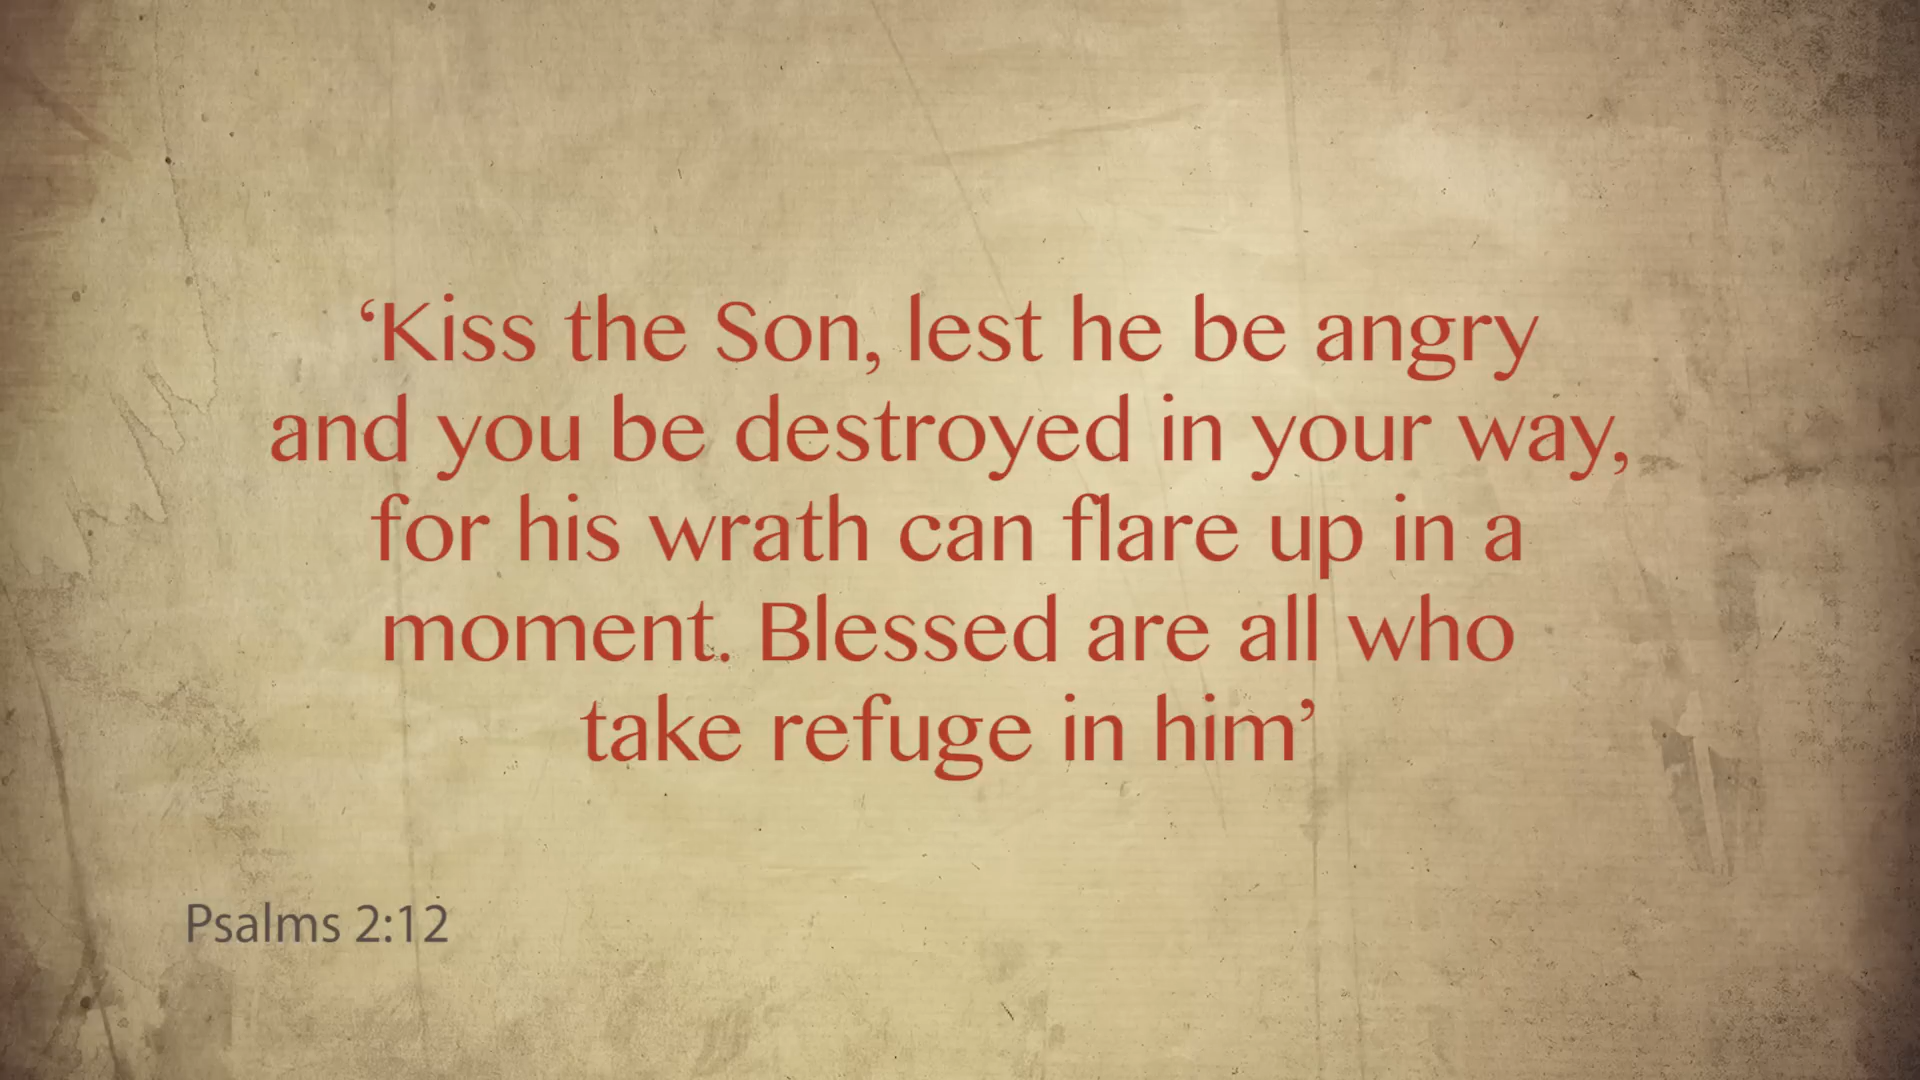 ‘Kiss the Son, lest he be angry
and you be destroyed in your way,
for his wrath can flare up in a
moment. Blessed are all who
take refuge in him’
Psalms 2:12